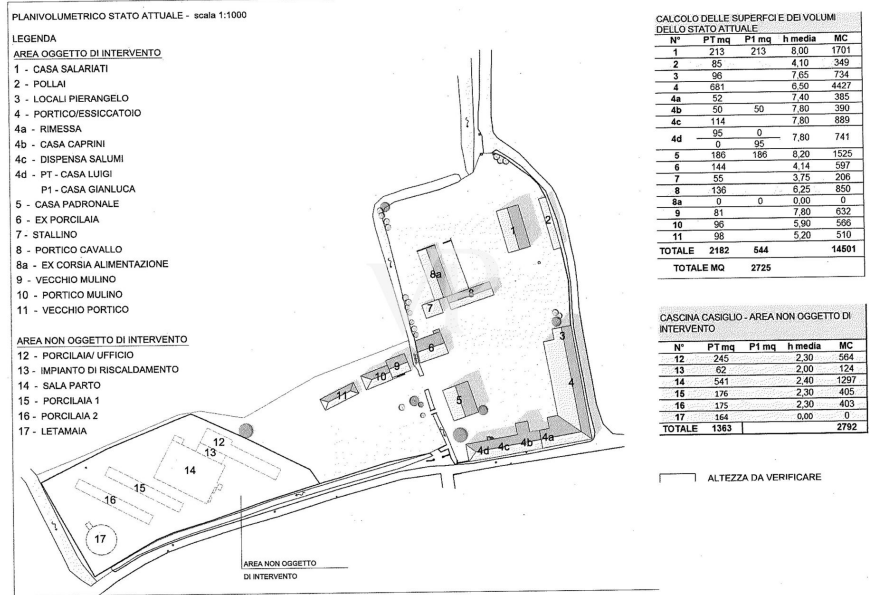 PLANIVOLUMETRICO STATO ATTUALE - scala 1:1000
LEGENDA
AREA OGGETTO DI INTERVENTO
1 - CASA SALARIATI
2 - POLLAI
3 - LOCALI PIERANGELO
4 - PORTICO/ESSICCATOIO
4a - RIMESSA
4b - CASA CAPRINI
4c - DISPENSA SALUMI
4d - PT - CASA LUIGI
P1 - CASA GIANLUCA
5 - CASA PADRONALE
6 - EX PORCILAIA
7 - STALLINO
8 - PORTICO CAVALLO
8a - EX CORSIA ALIMENTAZIONE
9 - VECCHIO MULINO
10 - PORTICO MULINO
11 - VECCHIO PORTICO
AREA NON OGGETTO DI INTERVENTO
12 - PORCILAIA/ UFFICIO
13 - IMPIANTO DI RISCALDAMENTO
14 - SALA PARTO
15 - PORCILAIA 1
16 - PORCILAIA 2
17 - LETAMAIA
1
2
8a
8
7
3
6
9
10
4
11
5
4a
4b
4c
4d
12
13
14
15
16
17
AREA NON OGGETTO
DI INTERVENTO
CALCOLO DELLE SUPERFCI E DEI VOLUMI
DELLO STATO ATTUALE
N° PT mq P1 mq h media MC
1 213 213 8,00 1701
2 85 4,10 349
3 96 7,65 734
4 681 6,50 4427
4a 52 7,40 385
4b 50 50 7,80 390
4c 114 7,80 889
4d 95 0 7,80 741
0 95
5 186 186 8,20 1525
6 144 4,14 597
7 55 3,75 206
8 136 6,25 850
8a 0 0 0,00 0
9 81 7,80 632
10 96 5,90 566
11 98 5,20 510
TOTALE 2182 544 14501
TOTALE MQ 2725
CASCINA CASIGLIO - AREA NON OGGETTO DI
INTERVENTO
N° PT mq P1 mq h media MC
12 245 2,30 564
13 62 2,00 124
14 541 2,40 1297
15 176 2,30 405
16 175 2,30 403
17 164 0,00 0
TOTALE 1363 2792
ALTEZZA DA VERIFICARE